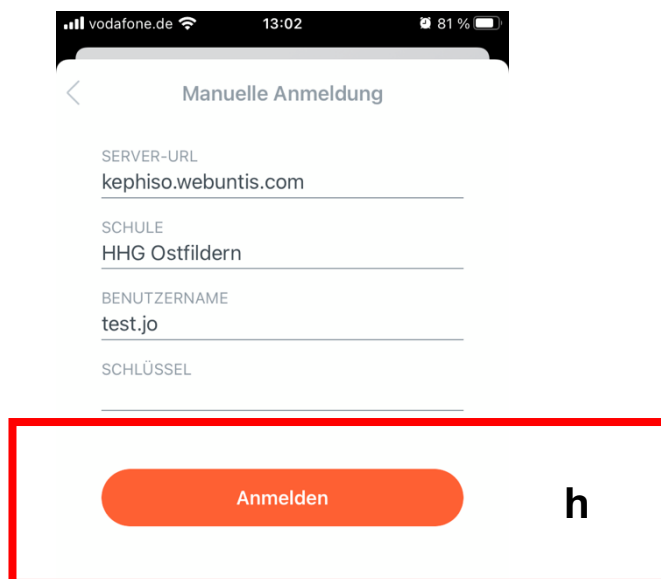 vodafone.de 13:02 81 %
Manuelle Anmeldung
SERVER-URL
kephiso.webuntis.com
SCHULE
HHG Ostfildern
BENUTZERNAME
test.jo
SCHLÜSSEL
Anmelden
h